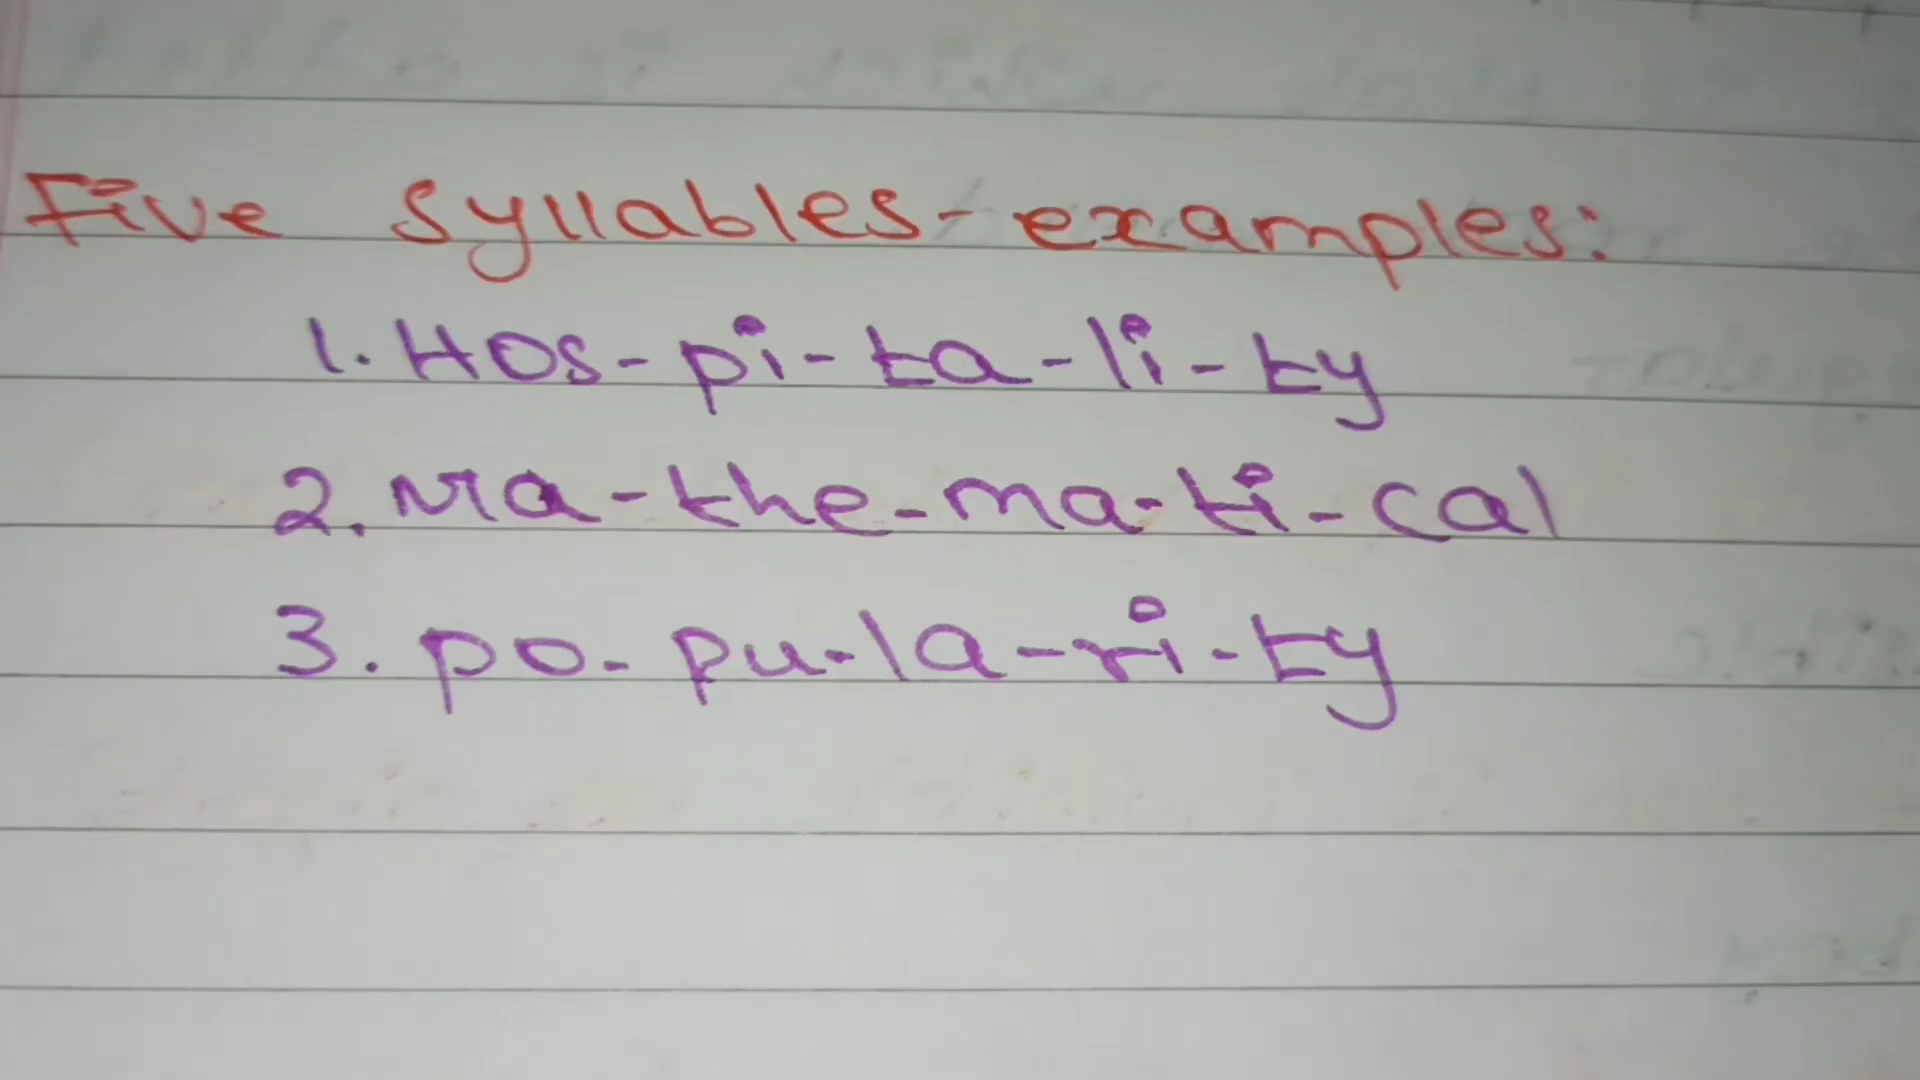 Five syllables-examples:
1. Hos-pi-ta-li-ty
2. Ma-the-ma-ti-cal
3. po-pu-la-ri-ty